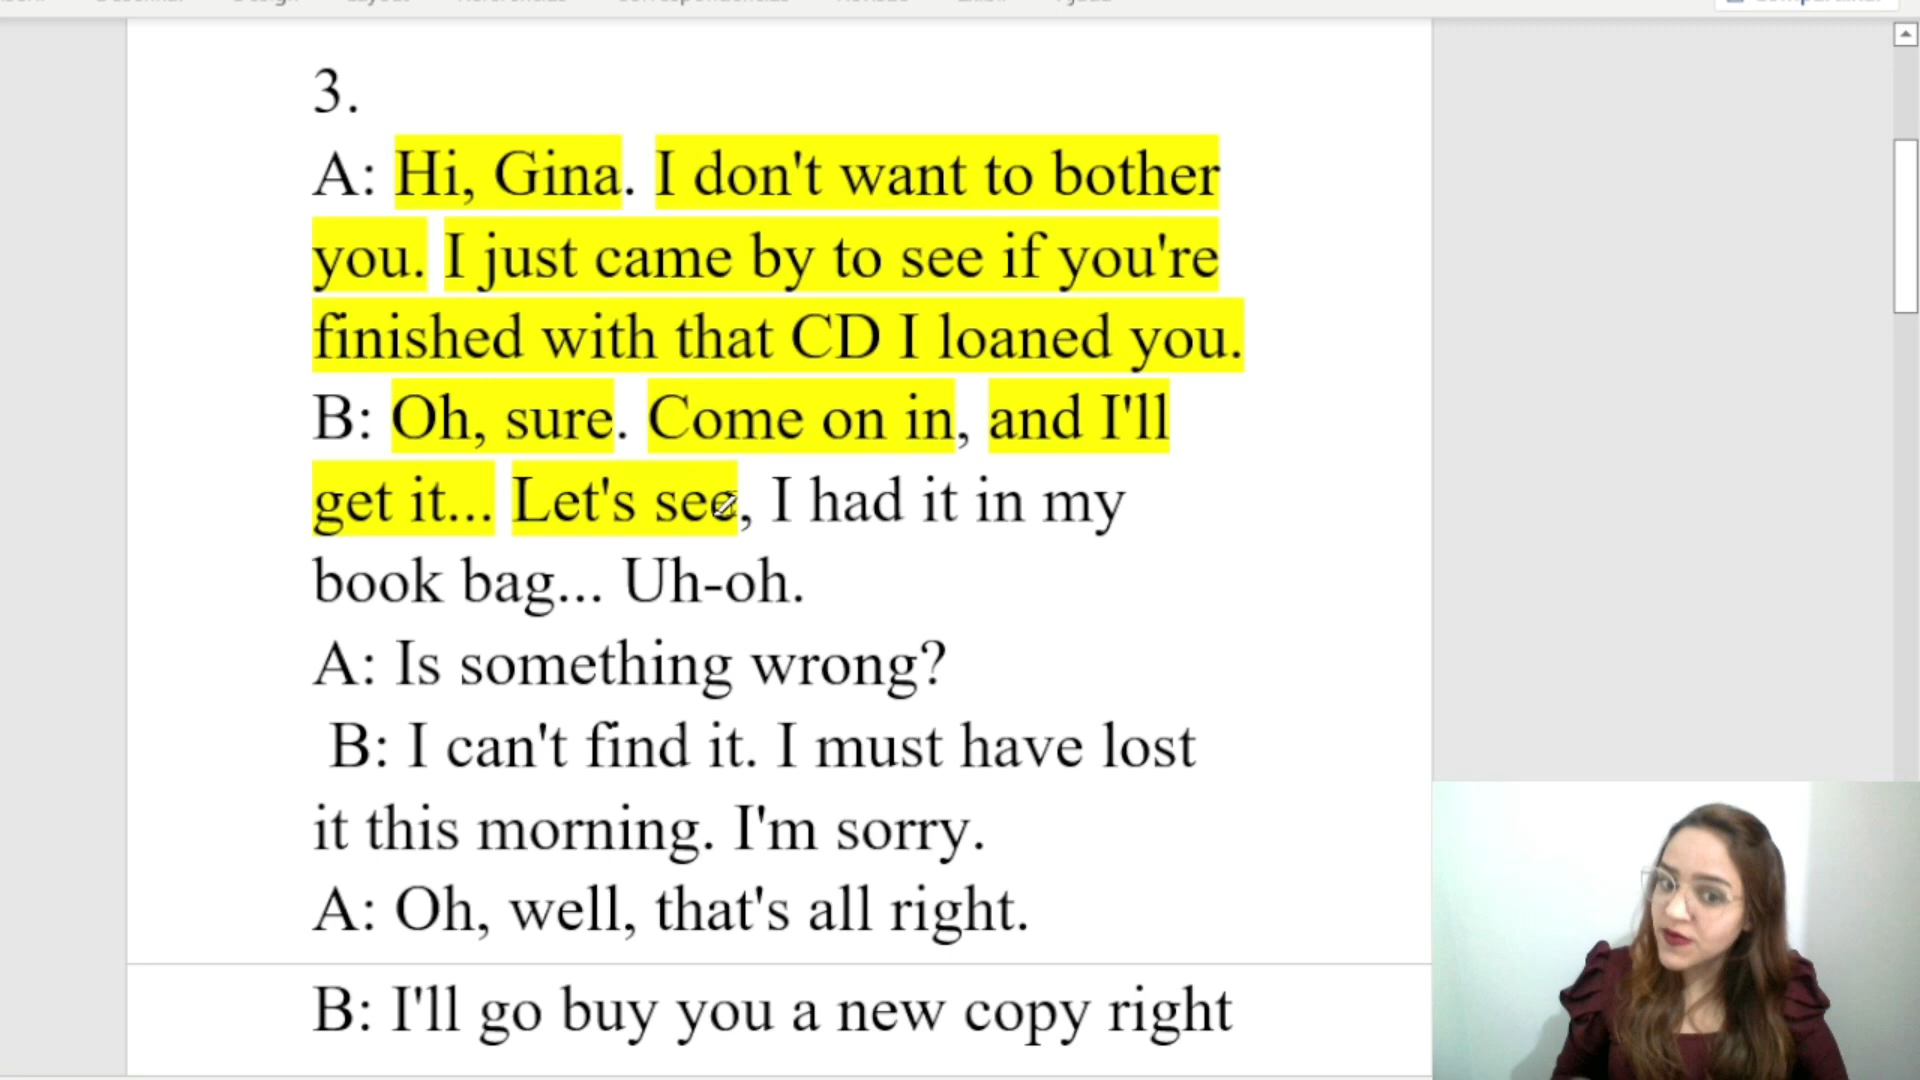 3.
A: Hi, Gina. I don't want to bother
you. I just came by to see if you're
finished with that CD I loaned you.
B: Oh, sure. Come on in, and I'll
get it... Let's see, I had it in my
book bag... Uh-oh.
A: Is something wrong?
B: I can't find it. I must have lost
it this morning. I'm sorry.
A: Oh, well, that's all right.
B: I'll go buy you a new copy right